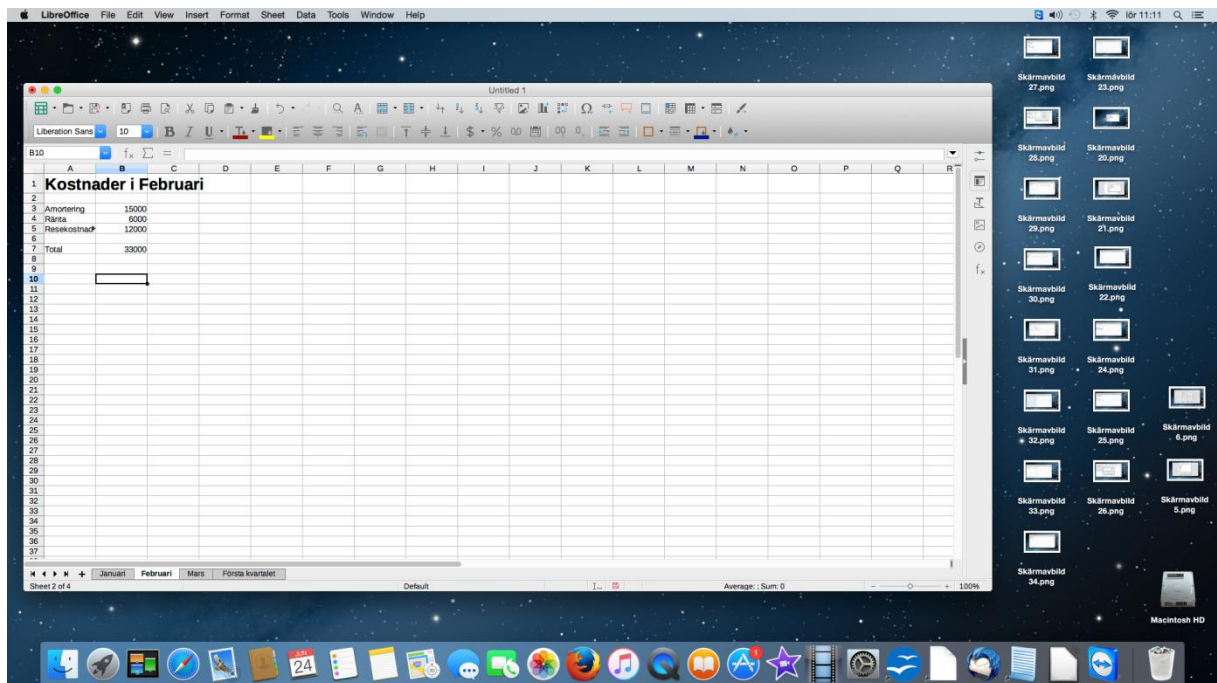 LibreOffice File Edit View Insert Format Sheet Data Tools Window Help
lör 11:11
Untitled 1
Liberation Sans 10
B10
A B C D E F G H I J K L M N O P Q R
1 Kostnader i Februari
2
3 Amortering 15000
4 Ränta 6000
5 Resekostnad 12000
6
7 Total 33000
8
9
10
11
12
13
14
15
16
17
18
19
20
21
22
23
24
25
26
27
28
29
30
31
32
33
34
35
36
37
Januari Februari Mars Första kvartalet
Sheet 2 of 4 Default Average: ; Sum: 0 100%
Skärmavbild 27.png
Skärmavbild 23.png
Skärmavbild 28.png
Skärmavbild 20.png
Skärmavbild 29.png
Skärmavbild 21.png
Skärmavbild 30.png
Skärmavbild 22.png
Skärmavbild 31.png
Skärmavbild 24.png
Skärmavbild 32.png
Skärmavbild 25.png
Skärmavbild 6.png
Skärmavbild 33.png
Skärmavbild 26.png
Skärmavbild 5.png
Skärmavbild 34.png
Macintosh HD
JUN
24
1